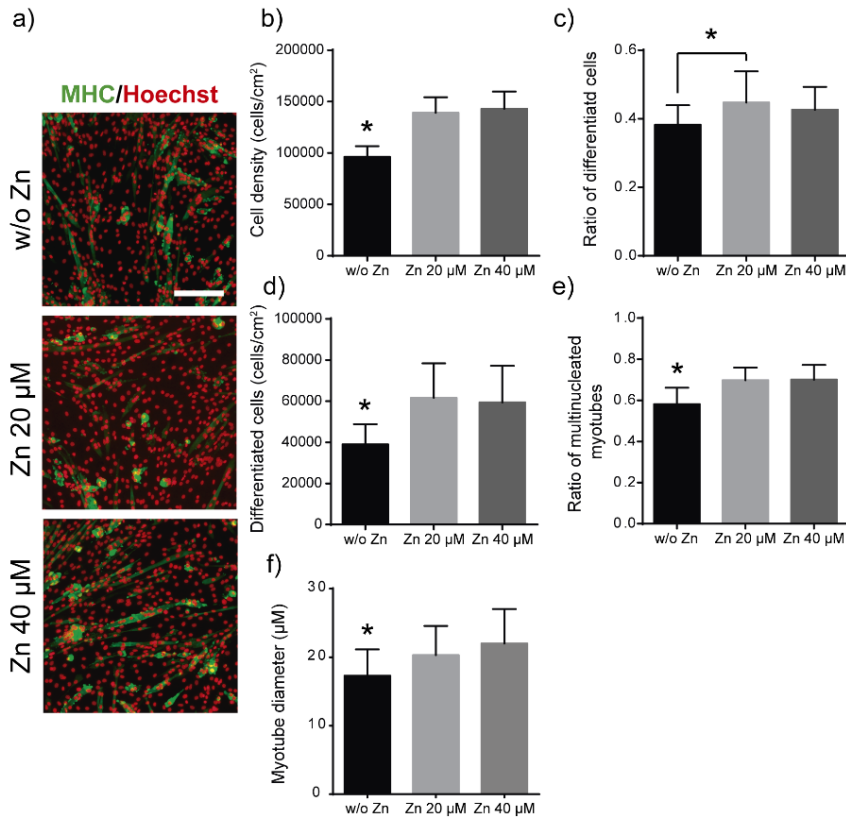 a)
MHC/Hoechst
w/o Zn
Zn 20 µM
Zn 40 µM
b)
Cell density (cells/cm²)
200000
150000
100000
50000
0
*
w/o Zn Zn 20 µM Zn 40 µM
c)
Ratio of differentiatd cells
0.6
0.4
0.2
0.0
*
w/o Zn Zn 20 µM Zn 40 µM
d)
Differentiated cells (cells/cm²)
100000
80000
60000
40000
20000
0
*
w/o Zn Zn 20 µM Zn 40 µM
e)
Ratio of multinucleated
myotubes
1.0
0.8
0.6
0.4
0.2
0.0
*
w/o Zn Zn 20 µM Zn 40 µM
f)
Myotube diameter (µM)
30
20
10
0
*
w/o Zn Zn 20 µM Zn 40 µM